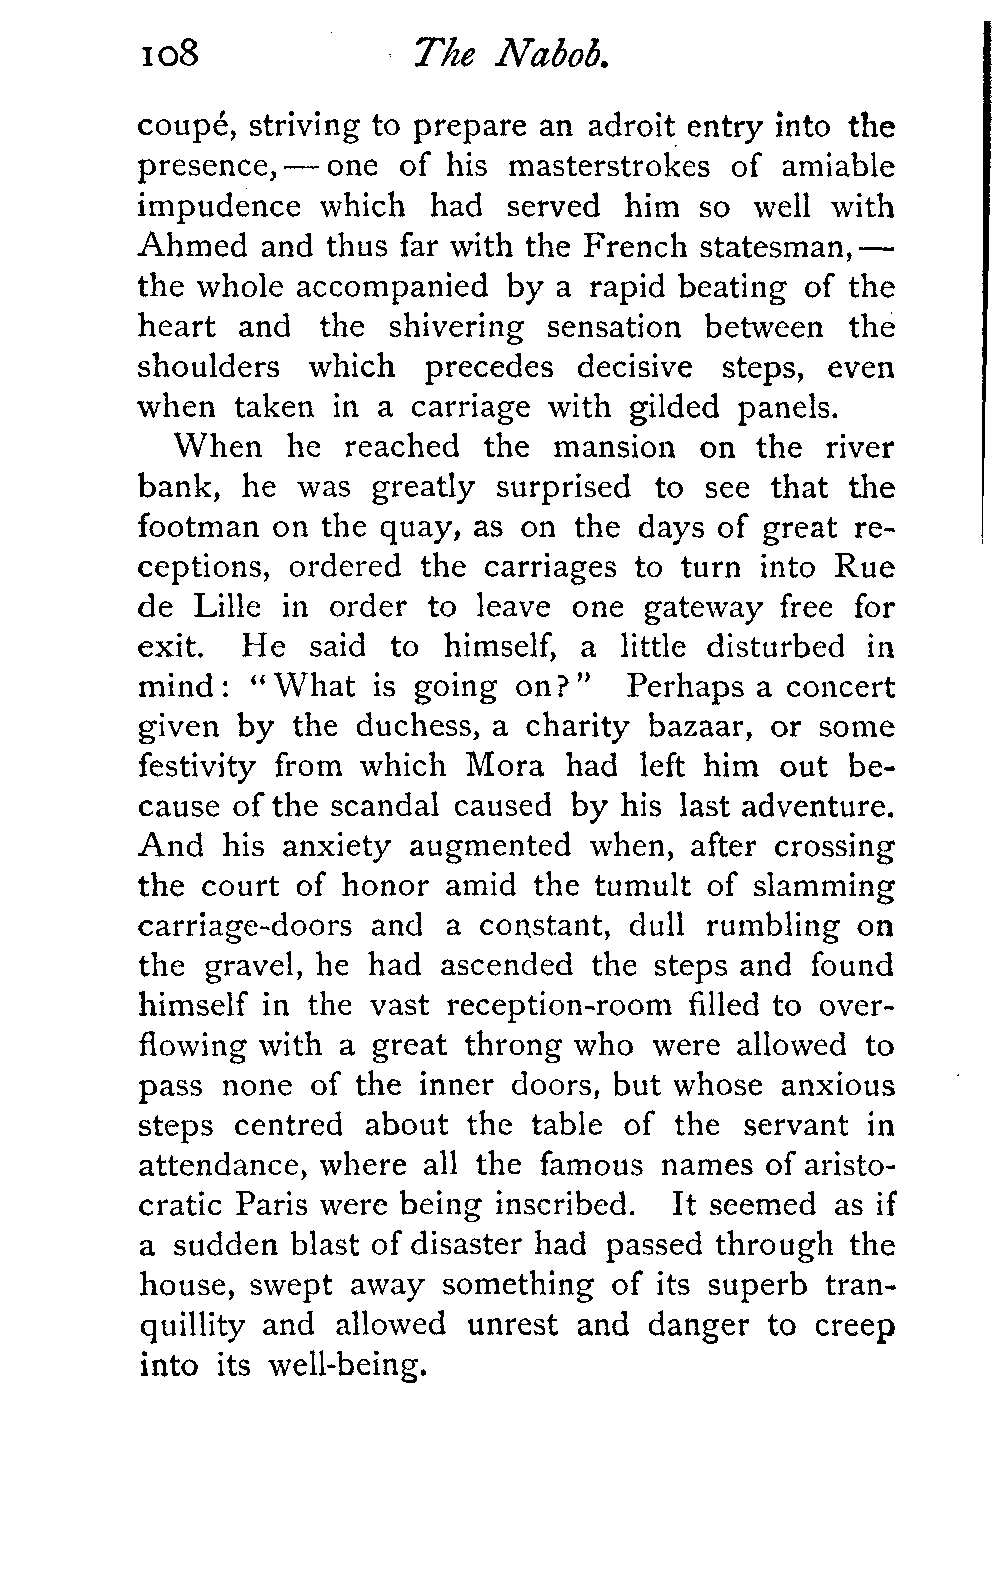 108 The Nabob.
coupé, striving to prepare an adroit entry into the
presence, — one of his masterstrokes of amiable
impudence which had served him so well with
Ahmed and thus far with the French statesman, —
the whole accompanied by a rapid beating of the
heart and the shivering sensation between the
shoulders which precedes decisive steps, even
when taken in a carriage with gilded panels.
When he reached the mansion on the river
bank, he was greatly surprised to see that the
footman on the quay, as on the days of great re-
ceptions, ordered the carriages to turn into Rue
de Lille in order to leave one gateway free for
exit. He said to himself, a little disturbed in
mind: "What is going on?" Perhaps a concert
given by the duchess, a charity bazaar, or some
festivity from which Mora had left him out be-
cause of the scandal caused by his last adventure.
And his anxiety augmented when, after crossing
the court of honor amid the tumult of slamming
carriage-doors and a constant, dull rumbling on
the gravel, he had ascended the steps and found
himself in the vast reception-room filled to over-
flowing with a great throng who were allowed to
pass none of the inner doors, but whose anxious
steps centred about the table of the servant in
attendance, where all the famous names of aristo-
cratic Paris were being inscribed. It seemed as if
a sudden blast of disaster had passed through the
house, swept away something of its superb tran-
quillity and allowed unrest and danger to creep
into its well-being.